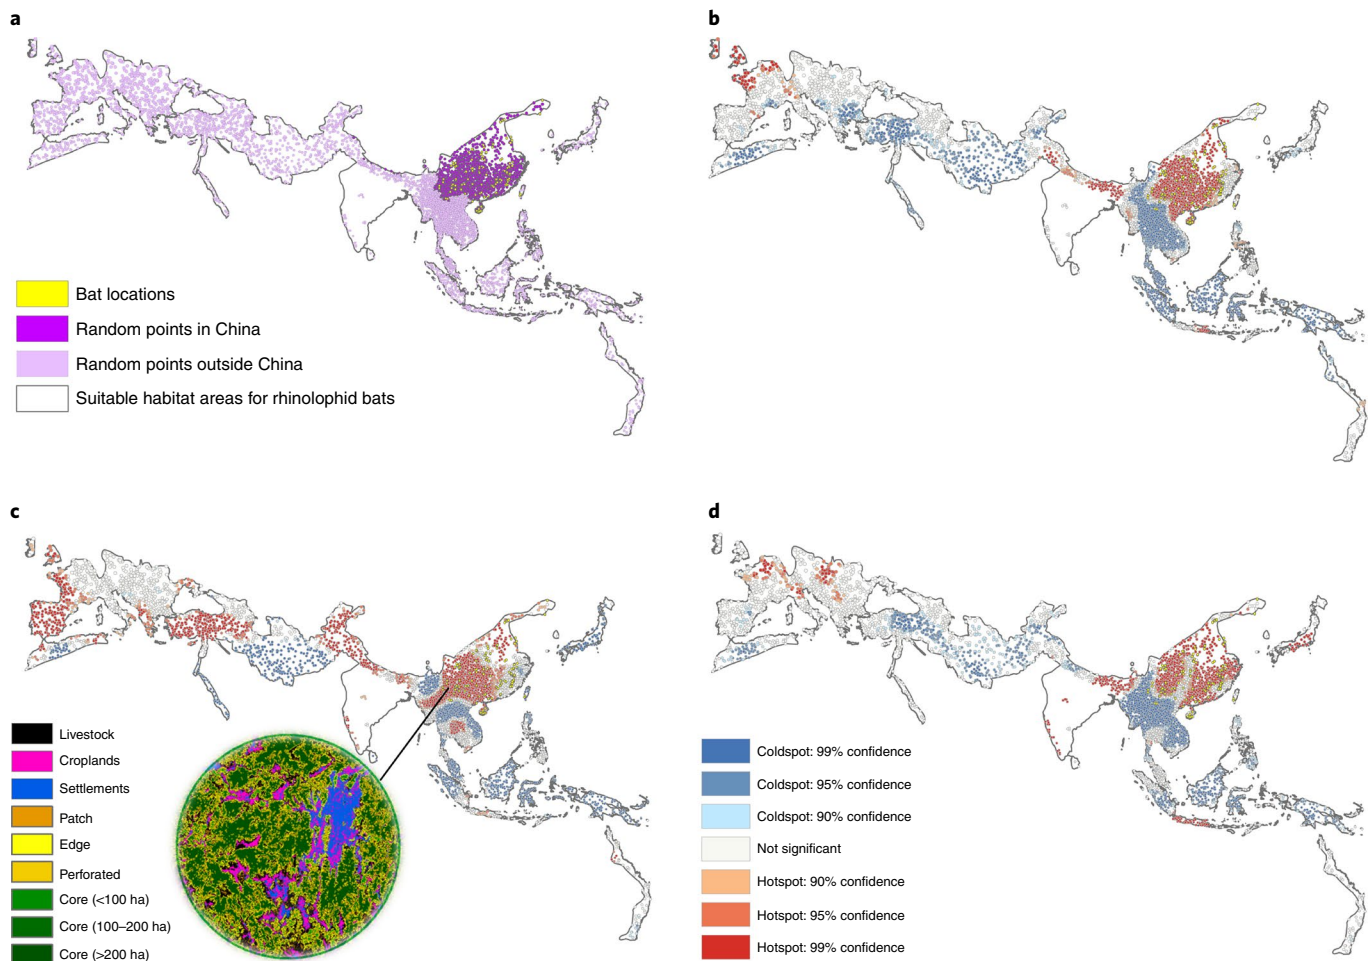 a
Bat locations
Random points in China
Random points outside China
Suitable habitat areas for rhinolophid bats
b
c
Livestock
Croplands
Settlements
Patch
Edge
Perforated
Core (<100 ha)
Core (100–200 ha)
Core (>200 ha)
d
Coldspot: 99% confidence
Coldspot: 95% confidence
Coldspot: 90% confidence
Not significant
Hotspot: 90% confidence
Hotspot: 95% confidence
Hotspot: 99% confidence